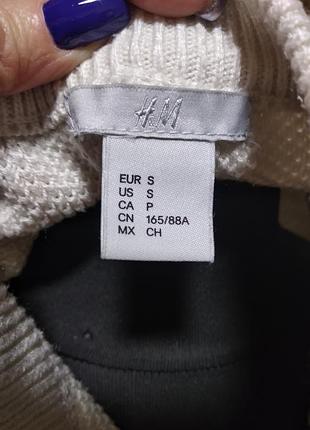 H&M
EUR S
US S
CA P
CN 165/88A
MX CH